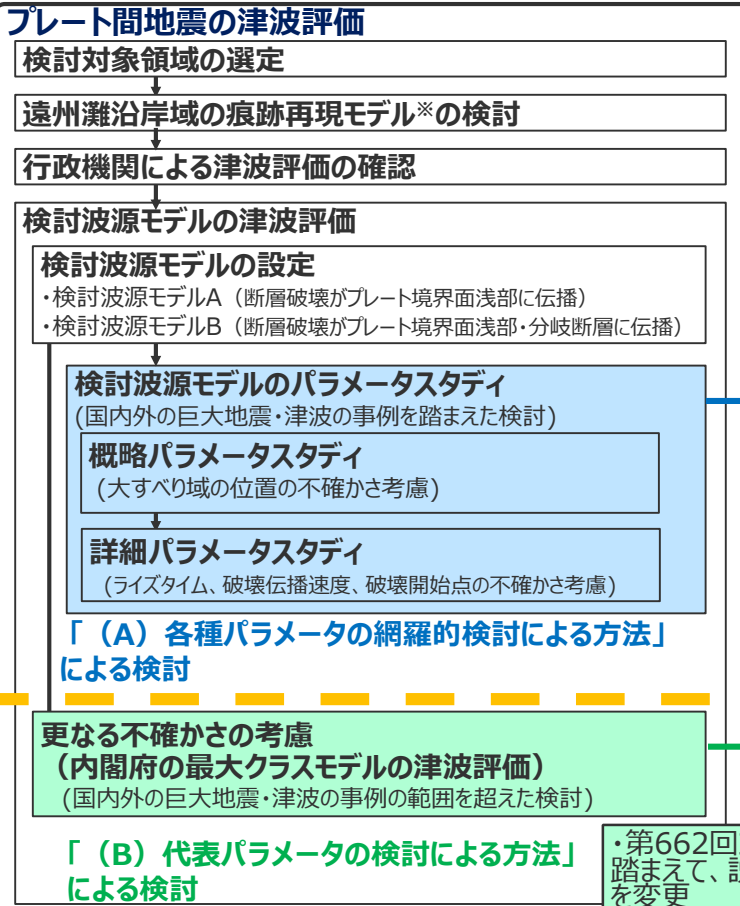 プレート間地震の津波評価
検討対象領域の選定
遠州灘沿岸域の痕跡再現モデル※の検討
行政機関による津波評価の確認
検討波源モデルの津波評価
検討波源モデルの設定
・検討波源モデルA（断層破壊がプレート境界面浅部に伝播）
・検討波源モデルB（断層破壊がプレート境界面浅部・分岐断層に伝播）
検討波源モデルのパラメータスタディ
(国内外の巨大地震・津波の事例を踏まえた検討)
概略パラメータスタディ
(大すべり域の位置の不確かさ考慮)
詳細パラメータスタディ
(ライズタイム、破壊伝播速度、破壊開始点の不確かさ考慮)
「（A）各種パラメータの網羅的検討による方法」
による検討
更なる不確かさの考慮
（内閣府の最大クラスモデルの津波評価）
(国内外の巨大地震・津波の事例の範囲を超えた検討)
「（B）代表パラメータの検討による方法」
による検討
・第662回
踏まえて、
を変更